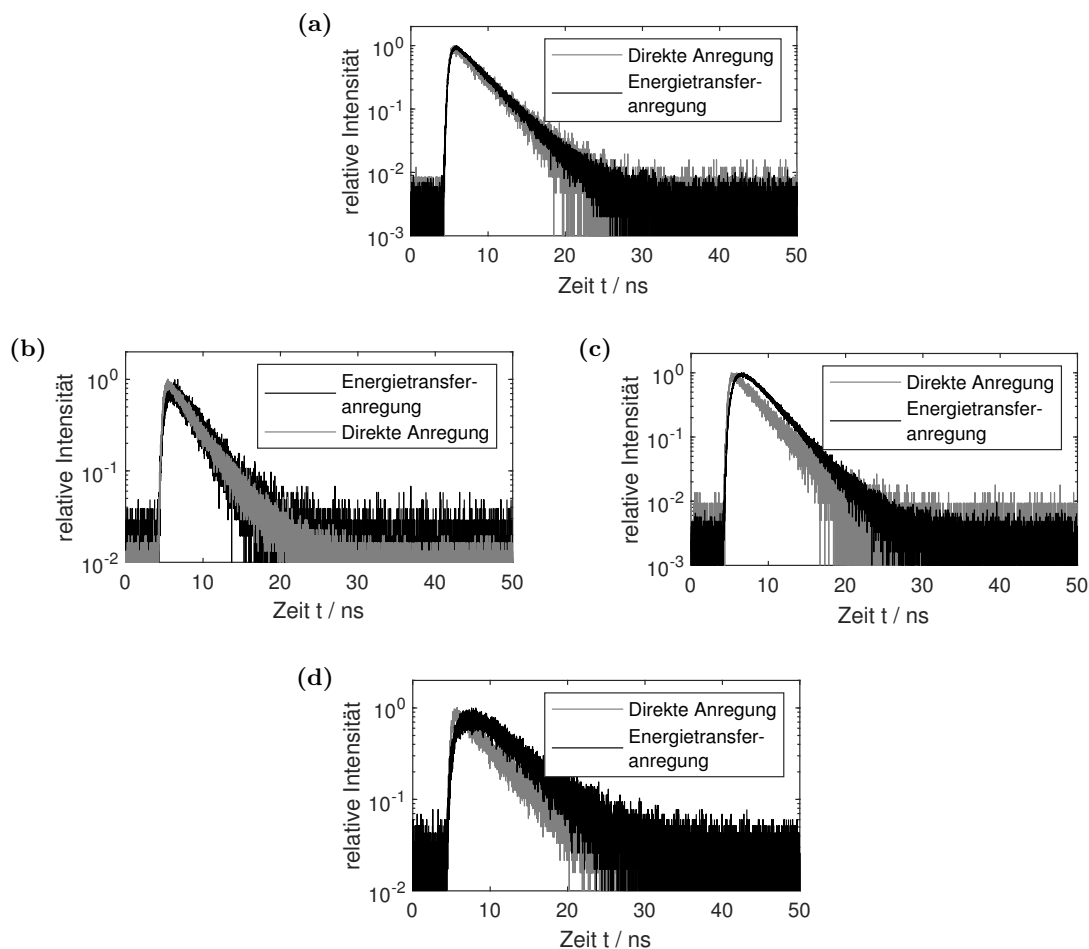 (a)
relative Intensität
10^0
10^-1
10^-2
10^-3
Direkte Anregung
Energietransfer-
anregung
0 10 20 30 40 50
Zeit t / ns
(b)
relative Intensität
10^0
10^-1
10^-2
Energietransfer-
anregung
Direkte Anregung
0 10 20 30 40 50
Zeit t / ns
(c)
relative Intensität
10^0
10^-1
10^-2
10^-3
Direkte Anregung
Energietransfer-
anregung
0 10 20 30 40 50
Zeit t / ns
(d)
relative Intensität
10^0
10^-1
10^-2
Direkte Anregung
Energietransfer-
anregung
0 10 20 30 40 50
Zeit t / ns